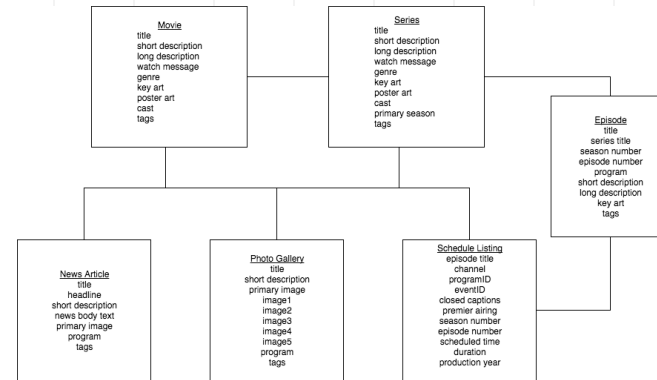 Movie
title
short description
long description
watch message
genre
key art
poster art
cast
tags
Series
title
short description
long description
watch message
genre
key art
poster art
cast
primary season
tags
Episode
title
series title
season number
episode number
program
short description
long description
key art
tags
News Article
title
headline
short description
news body text
primary image
program
tags
Photo Gallery
title
short description
primary image
image1
image2
image3
image4
image5
program
tags
Schedule Listing
episode title
channel
programID
eventID
closed captions
premier airing
season number
episode number
scheduled time
duration
production year